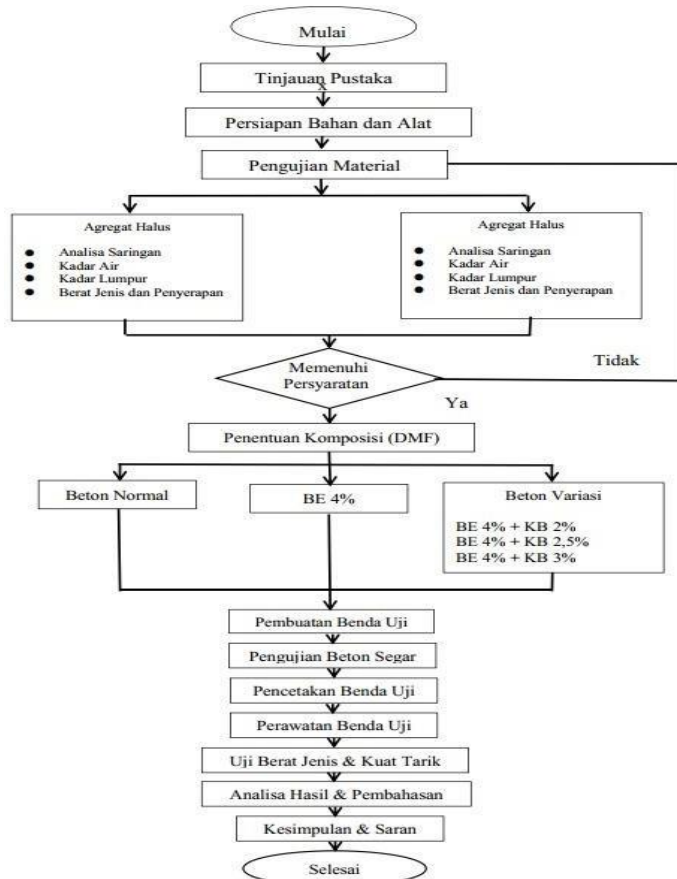 Mulai
Tinjauan Pustaka
x
Persiapan Bahan dan Alat
Pengujian Material
Agregat Halus
● Analisa Saringan
● Kadar Air
● Kadar Lumpur
● Berat Jenis dan Penyerapan
Agregat Halus
● Analisa Saringan
● Kadar Air
● Kadar Lumpur
● Berat Jenis dan Penyerapan
Memenuhi
Persyaratan
Tidak
Ya
Penentuan Komposisi (DMF)
Beton Normal
BE 4%
Beton Variasi
BE 4% + KB 2%
BE 4% + KB 2,5%
BE 4% + KB 3%
Pembuatan Benda Uji
Pengujian Beton Segar
Pencetakan Benda Uji
Perawatan Benda Uji
Uji Berat Jenis & Kuat Tarik
Analisa Hasil & Pembahasan
Kesimpulan & Saran
Selesai